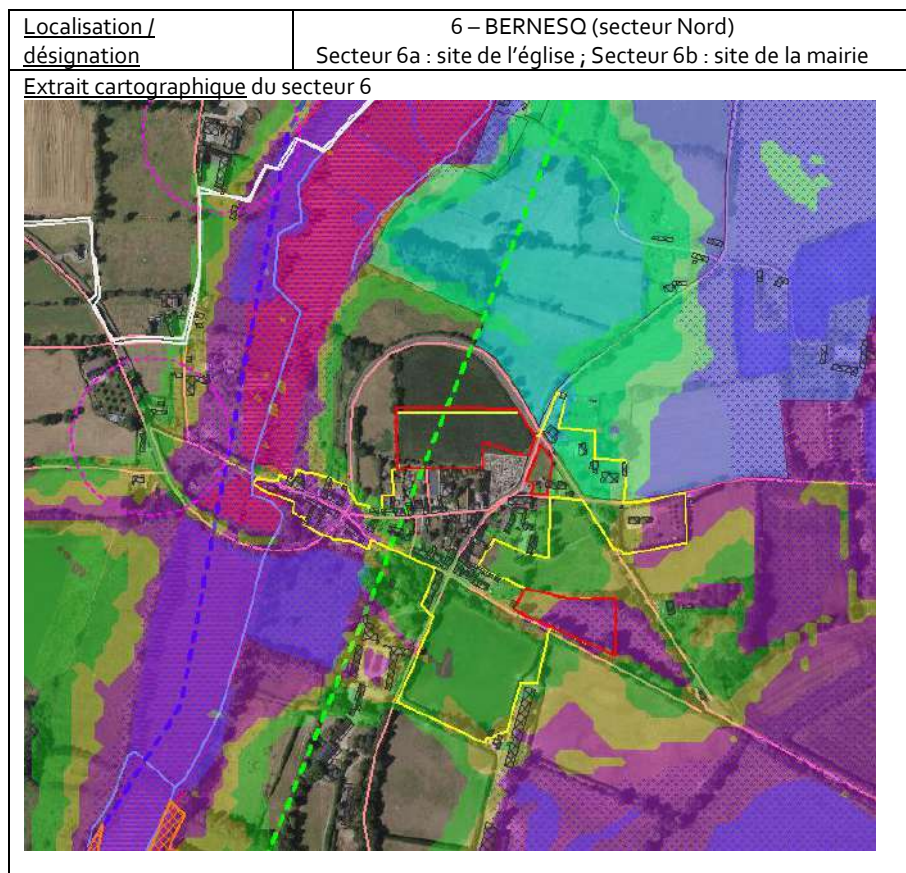 Localisation /
désignation
6 – BERNESQ (secteur Nord)
Secteur 6a : site de l'église ; Secteur 6b : site de la mairie
Extrait cartographique du secteur 6